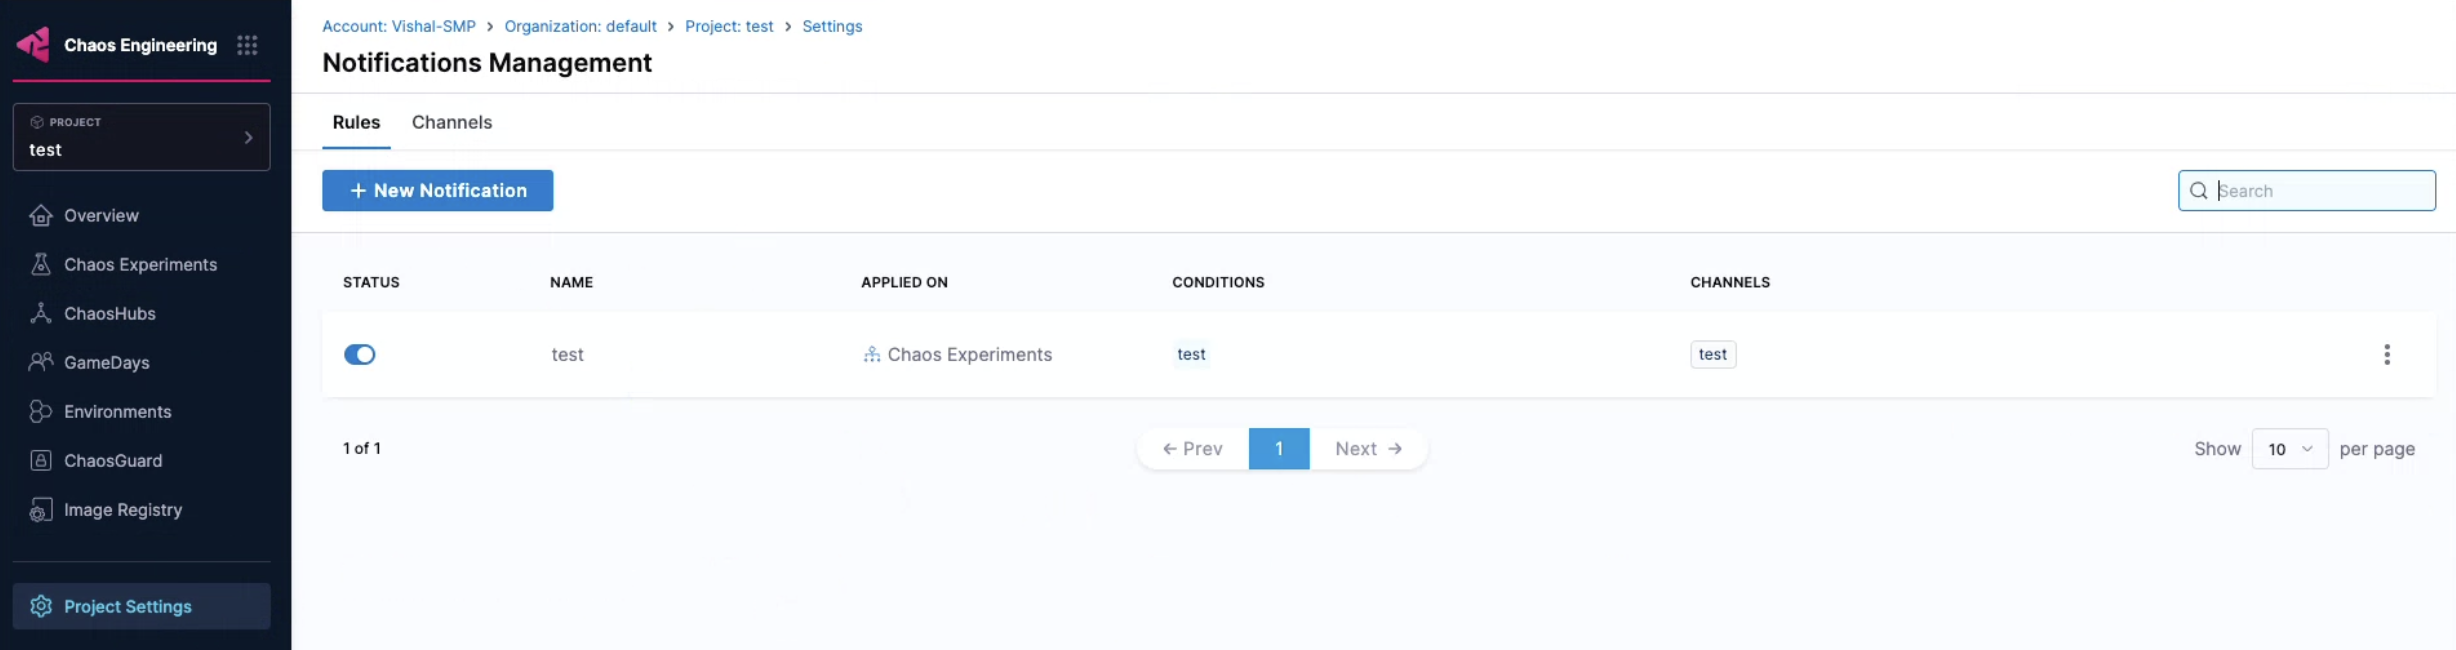 Chaos Engineering
PROJECT
test
Overview
Chaos Experiments
ChaosHubs
GameDays
Environments
ChaosGuard
Image Registry
Project Settings
Account: Vishal-SMP > Organization: default > Project: test > Settings
Notifications Management
Rules Channels
+ New Notification
Search
STATUS NAME APPLIED ON CONDITIONS CHANNELS
test Chaos Experiments test test
1 of 1
← Prev 1 Next →
Show 10 per page